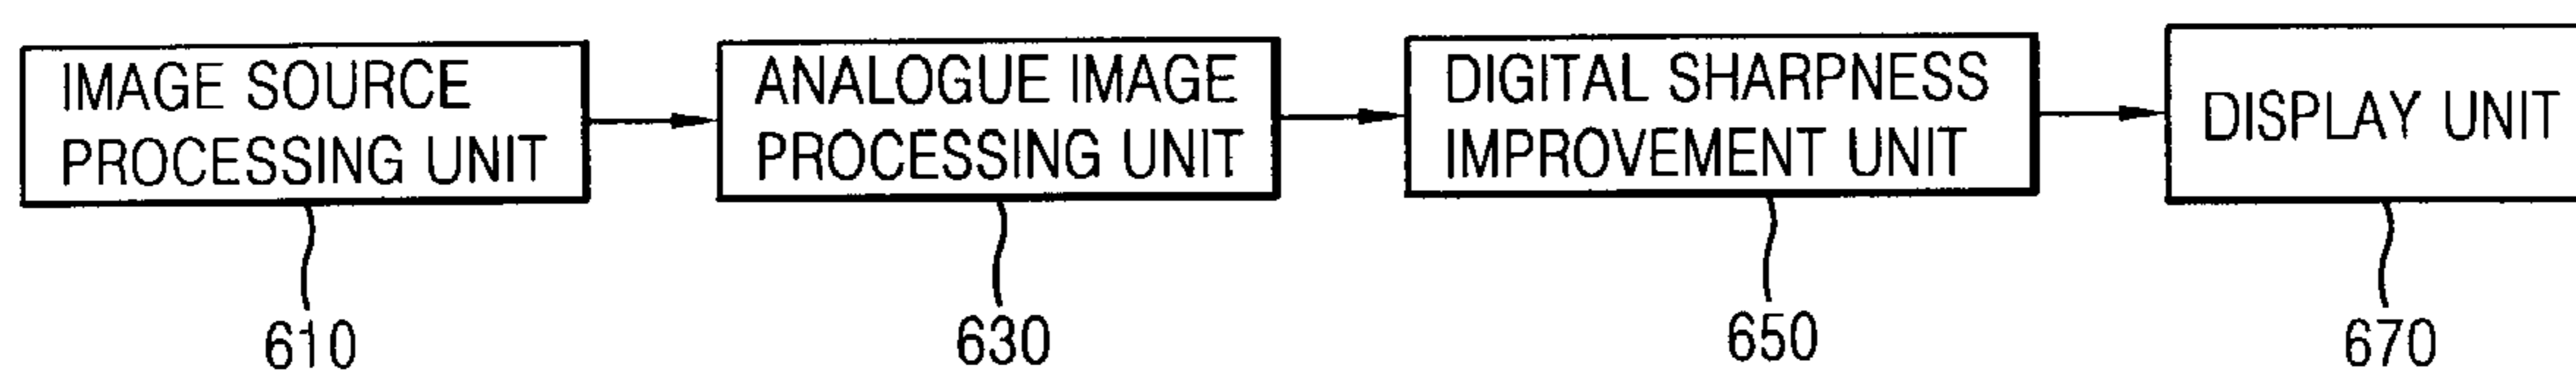 IMAGE SOURCE
PROCESSING UNIT
ANALOGUE IMAGE
PROCESSING UNIT
DIGITAL SHARPNESS
IMPROVEMENT UNIT
DISPLAY UNIT
610
630
650
670